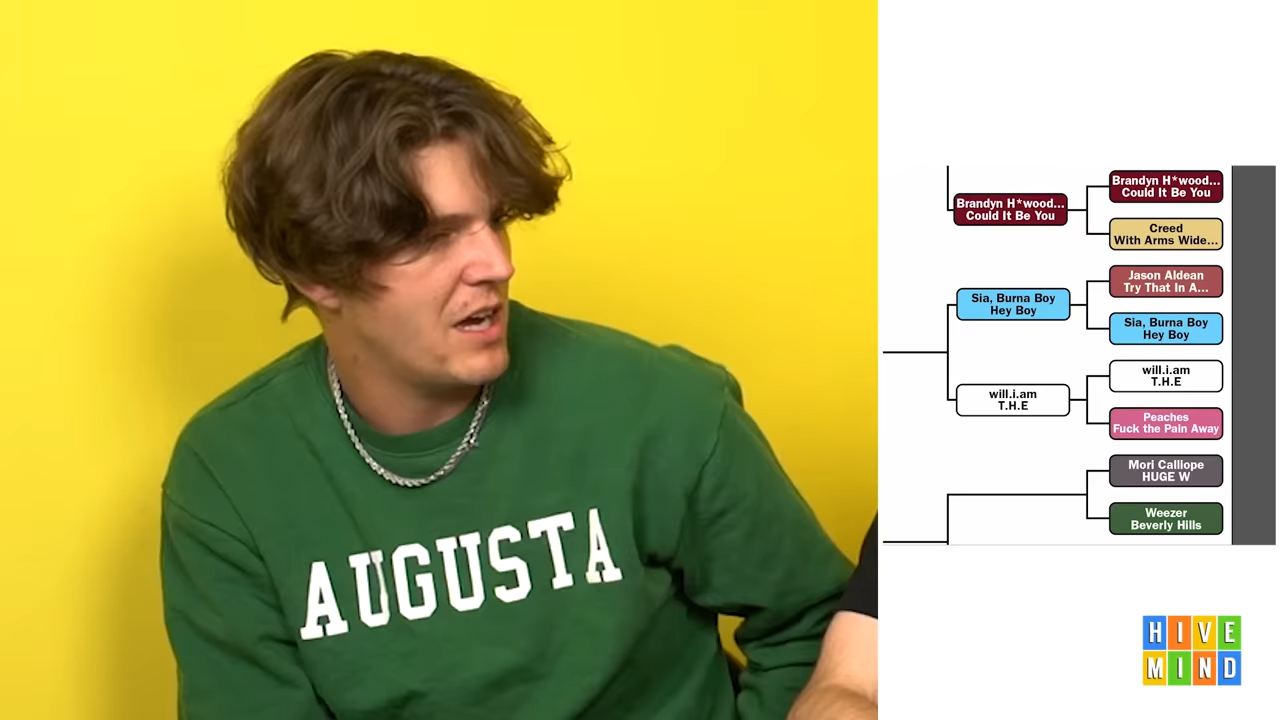 AUGUSTA
Brandyn H*wood...
Could It Be You
Brandyn H*wood...
Could It Be You
Creed
With Arms Wide...
Jason Aldean
Try That In A...
Sia, Burna Boy
Hey Boy
Sia, Burna Boy
Hey Boy
will.i.am
T.H.E
will.i.am
T.H.E
Peaches
Fuck the Pain Away
Mori Calliope
HUGE W
Weezer
Beverly Hills
HIVE
MIND